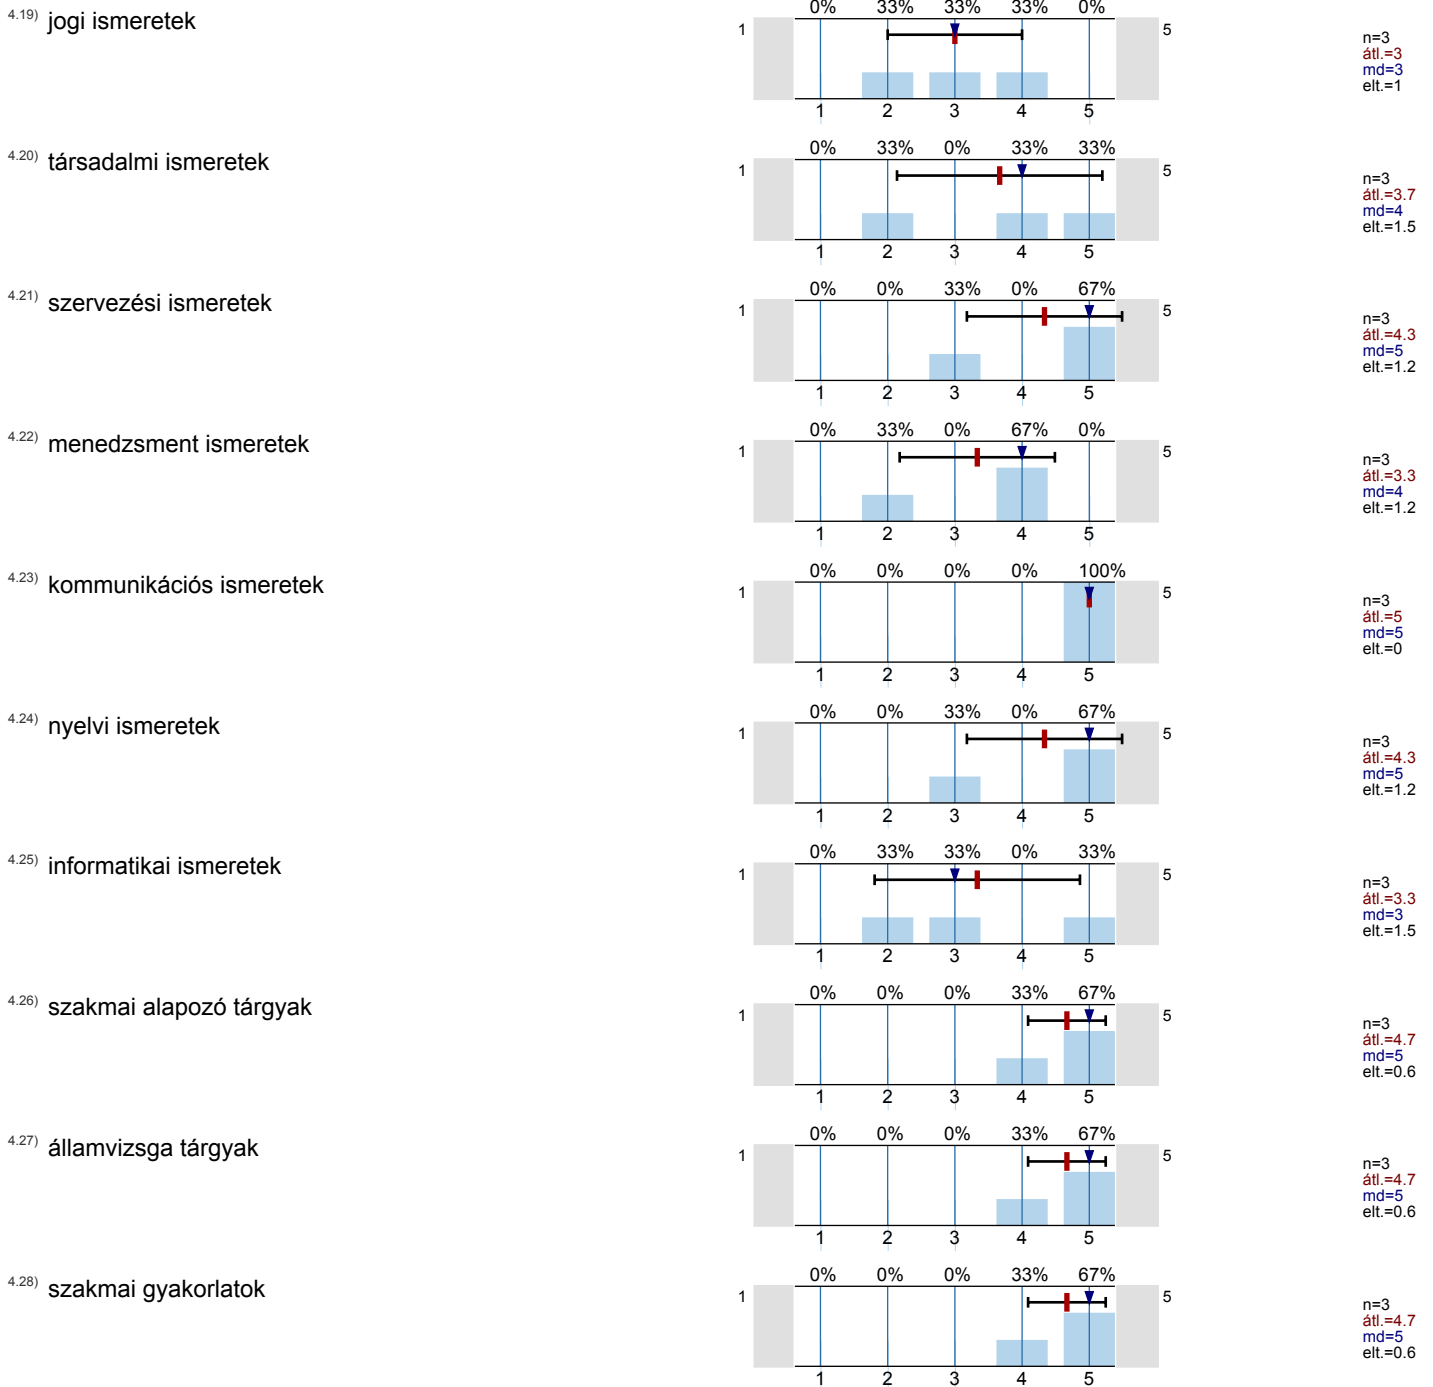 4.19) jogi ismeretek
0% 33% 33% 33% 0%
1 5
n=3
átl.=3
md=3
elt.=1
1 2 3 4 5
4.20) társadalmi ismeretek
0% 33% 0% 33% 33%
1 5
n=3
átl.=3.7
md=4
elt.=1.5
1 2 3 4 5
4.21) szervezési ismeretek
0% 0% 33% 0% 67%
1 5
n=3
átl.=4.3
md=5
elt.=1.2
1 2 3 4 5
4.22) menedzsment ismeretek
0% 33% 0% 67% 0%
1 5
n=3
átl.=3.3
md=4
elt.=1.2
1 2 3 4 5
4.23) kommunikációs ismeretek
0% 0% 0% 0% 100%
1 5
n=3
átl.=5
md=5
elt.=0
1 2 3 4 5
4.24) nyelvi ismeretek
0% 0% 33% 0% 67%
1 5
n=3
átl.=4.3
md=5
elt.=1.2
1 2 3 4 5
4.25) informatikai ismeretek
0% 33% 33% 0% 33%
1 5
n=3
átl.=3.3
md=3
elt.=1.5
1 2 3 4 5
4.26) szakmai alapozó tárgyak
0% 0% 0% 33% 67%
1 5
n=3
átl.=4.7
md=5
elt.=0.6
1 2 3 4 5
4.27) államvizsga tárgyak
0% 0% 0% 33% 67%
1 5
n=3
átl.=4.7
md=5
elt.=0.6
1 2 3 4 5
4.28) szakmai gyakorlatok
0% 0% 0% 33% 67%
1 5
n=3
átl.=4.7
md=5
elt.=0.6
1 2 3 4 5